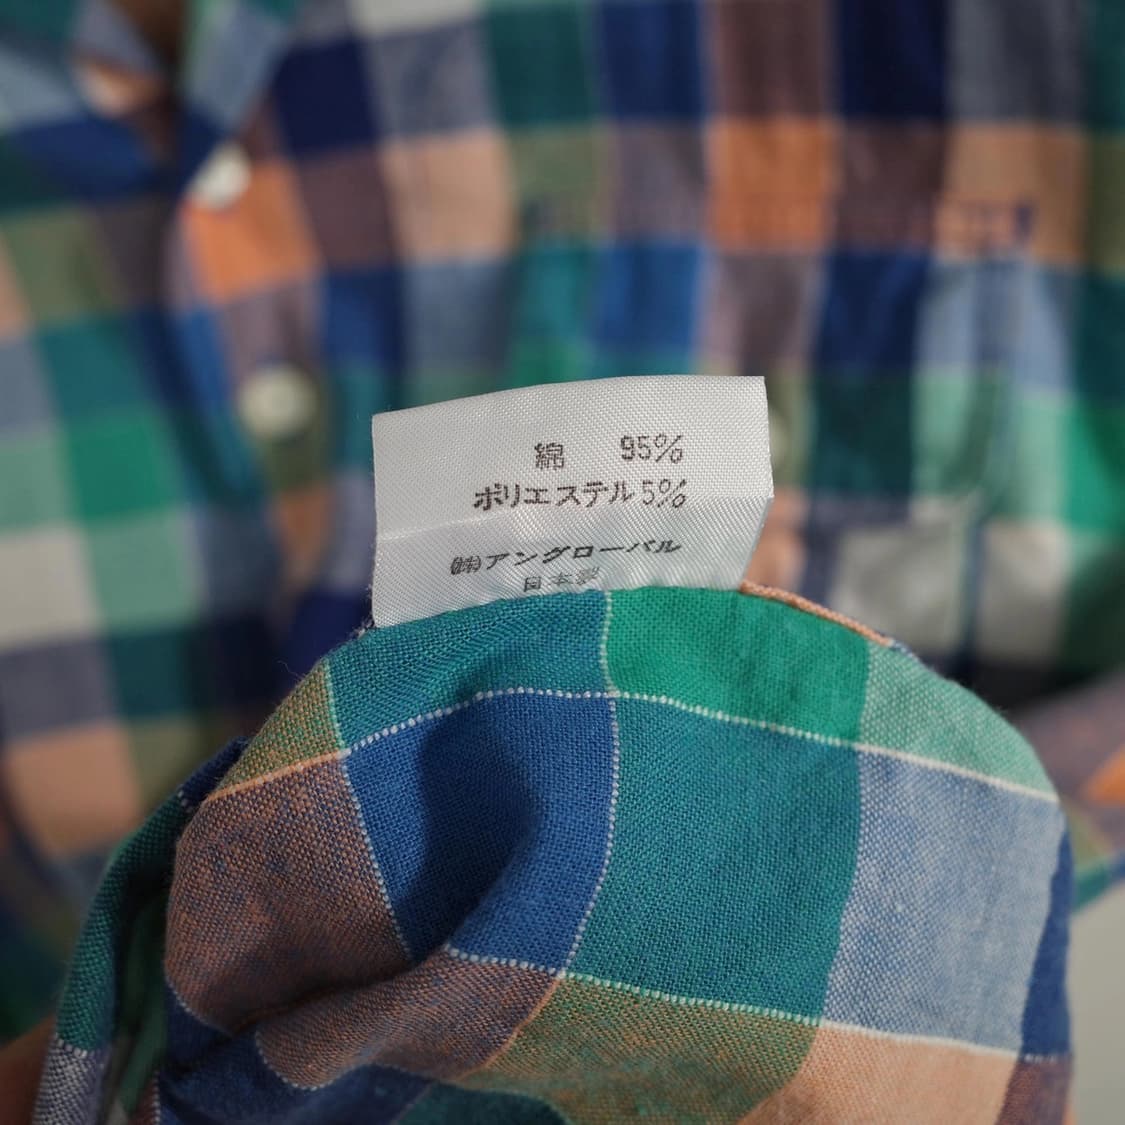 綿 95%
ポリエステル 5%
㈱アングローバル
日本製